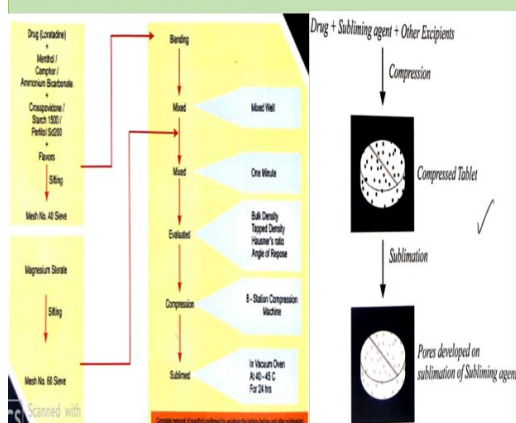 Drug (Loratadine)
+
Menthol /
Camphor /
Ammonium Bicarbonate
+
Crosspovidone /
Starch 1500 /
+
Flavors
Sifting
Mesh No. 40 Sieve
Magnesium Sterate
Sifting
Mesh No. 60 Sieve
Scanned with
Blending
Mixed
Mixed Well
Mixed
One Minute
Evaluated
Bulk Density
Tapped Density
Hausner's ratio
Angle of Repose
Compression
8 - Station Compression
Machine
Sublimed
In Vacuum Oven
At 40 - 45 C
For 24 hrs
Drug + Subliming agent + Other Excipients
Compression
Compressed Tablet
Sublimation
Pores developed on
sublimation of Subliming agent